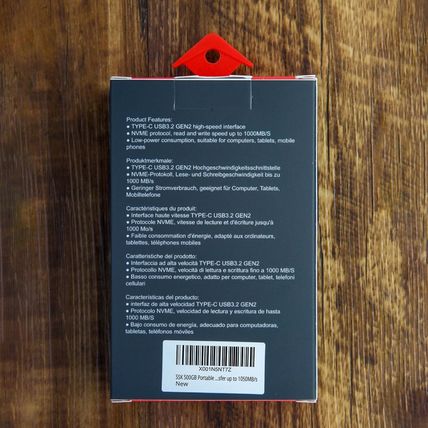 Product Features:
● TYPE-C USB3.2 GEN2 high-speed interface
● NVME protocol, read and write speed up to 1000MB/S
● Low-power consumption, suitable for computers, tablets, mobile
phones
Produktmerkmale:
● TYPE-C USB3.2 GEN2 Hochgeschwindigkeitsschnittstelle
● NVME-Protokoll, Lese- und Schreibgeschwindigkeit bis zu
1000 MB/s
● Geringer Stromverbrauch, geeignet für Computer, Tablets,
Mobiltelefone
Caractéristiques du produit:
● Interface haute vitesse TYPE-C USB3.2 GEN2
● Protocole NVME, vitesse de lecture et d'écriture jusqu'à
1000 Mo/s
● Faible consommation d'énergie, adapté aux ordinateurs,
tablettes, téléphones mobiles
Caratteristiche del prodotto:
● Interfaccia ad alta velocità TYPE-C USB3.2 GEN2
● Protocollo NVME, velocità di lettura e scrittura fino a 1000 MB/S
● Basso consumo energetico, adatto per computer, tablet, telefoni
cellulari
Características del producto:
● interfaz de alta velocidad TYPE-C USB3.2 GEN2
● Protocolo NVME, velocidad de lectura y escritura de hasta
1000 MB/S
● Bajo consumo de energía, adecuado para computadoras,
tabletas, teléfonos móviles
X001NSNT7Z
SSK 500GB Portable ...sfer up to 1050MB/s
New